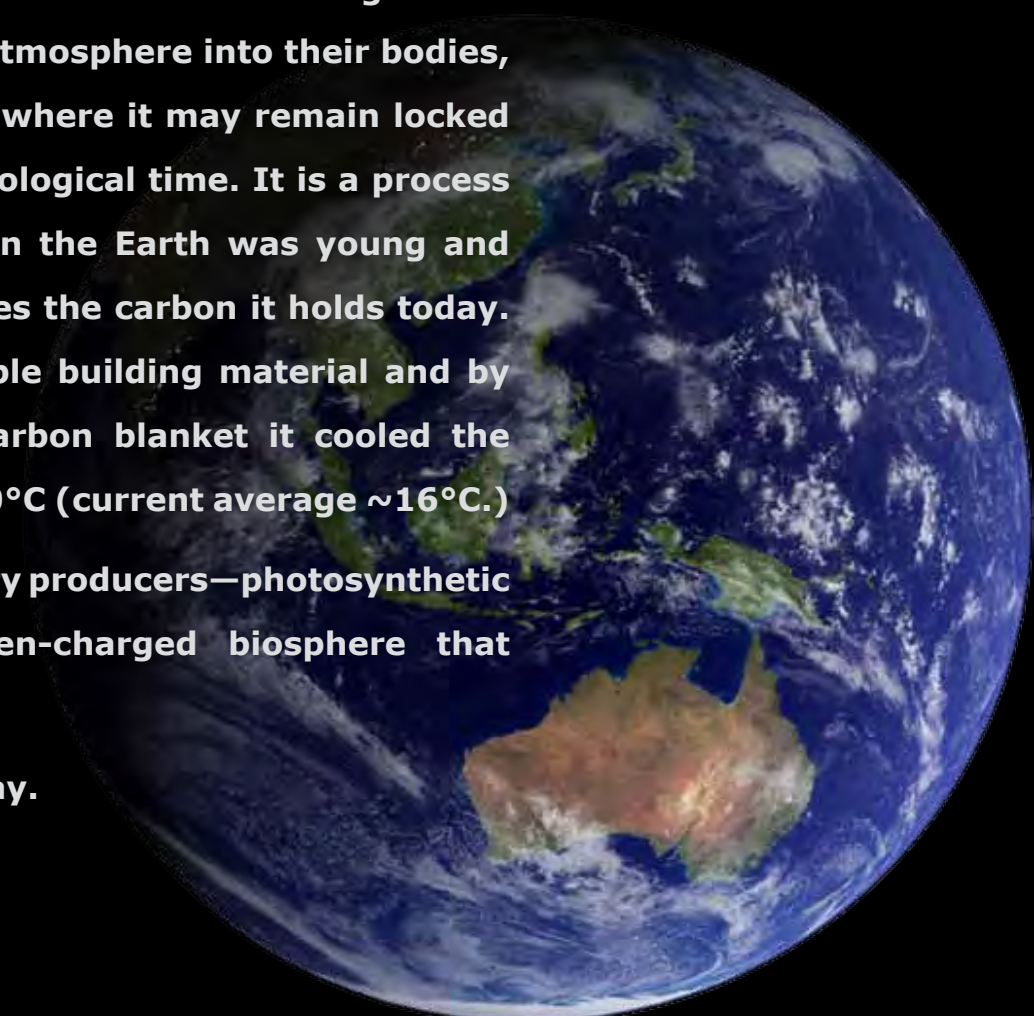 tmosphere into their bodies,
where it may remain locked
ological time. It is a process
n the Earth was young and
es the carbon it holds today.
ble building material and by
arbon blanket it cooled the
0°C (current average ~16°C.)
y producers—photosynthetic
en-charged biosphere that
ay.